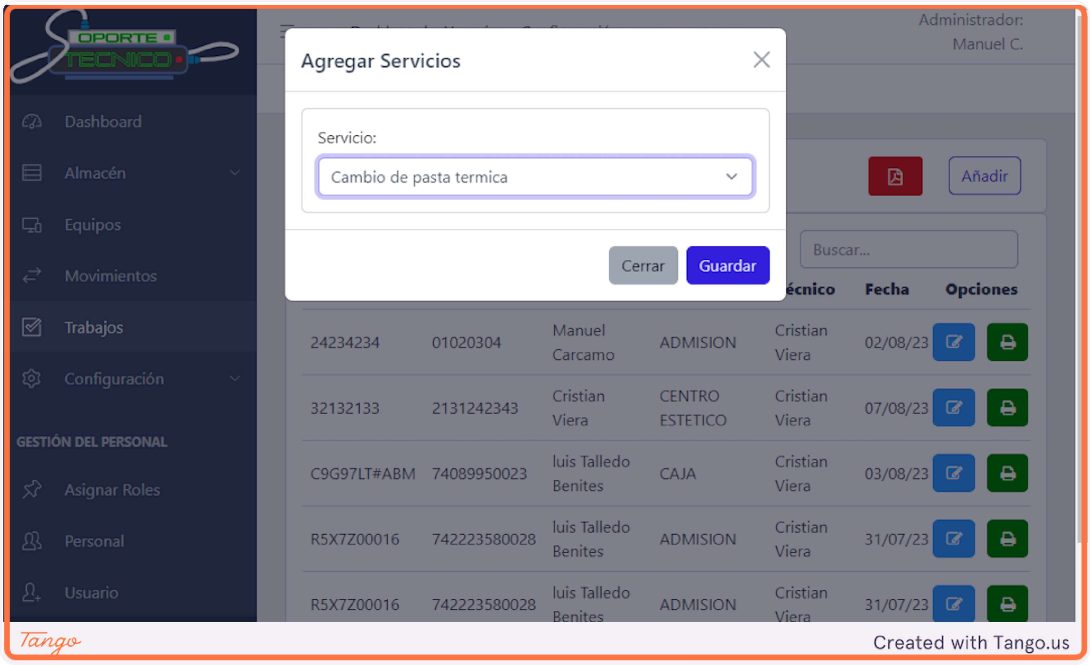 OPORTE
TECNICO
Administrador:
Manuel C.
Dashboard
Almacén
Equipos
Movimientos
Trabajos
Configuración
GESTIÓN DEL PERSONAL
Asignar Roles
Personal
Usuario
Agregar Servicios
Servicio:
Cambio de pasta termica
Cerrar Guardar
Añadir
Buscar...
écnico Fecha Opciones
24234234 01020304 Manuel Carcamo ADMISION Cristian Viera 02/08/23
32132133 2131242343 Cristian Viera CENTRO ESTETICO Cristian Viera 07/08/23
C9G97LT#ABM 74089950023 luis Talledo Benites CAJA Cristian Viera 03/08/23
R5X7Z00016 742223580028 luis Talledo Benites ADMISION Cristian Viera 31/07/23
R5X7Z00016 742223580028 luis Talledo Benites ADMISION Cristian Viera 31/07/23
Tango
Created with Tango.us